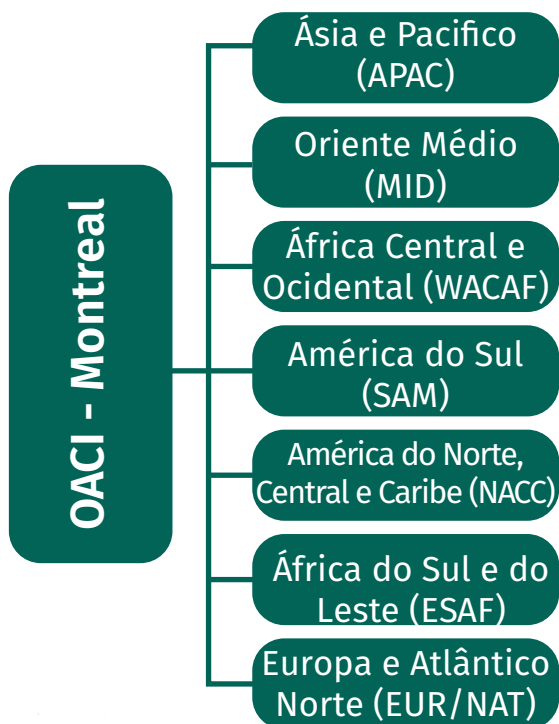 OACI - Montreal
Ásia e Pacifico
(APAC)
Oriente Médio
(MID)
África Central e
Ocidental (WACAF)
América do Sul
(SAM)
América do Norte,
Central e Caribe (NACC)
África do Sul e do
Leste (ESAF)
Europa e Atlântico
Norte (EUR/NAT)